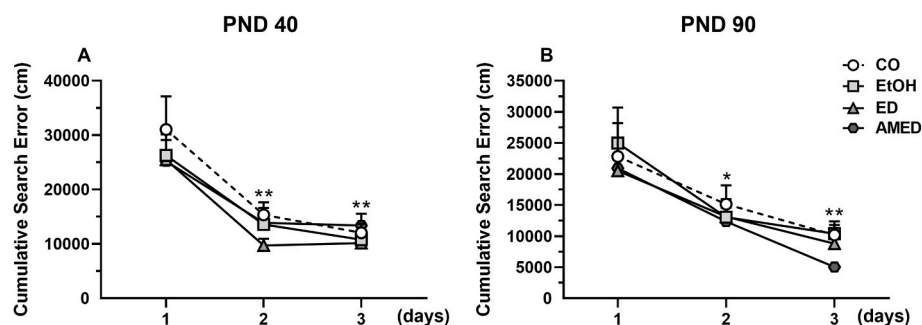 PND 40
A
Cumulative Search Error (cm)
40000
30000
20000
10000
0
**
**
1 2 3 (days)
PND 90
B
Cumulative Search Error (cm)
35000
30000
25000
20000
15000
10000
5000
0
*
**
1 2 3 (days)
CO
EtOH
ED
AMED